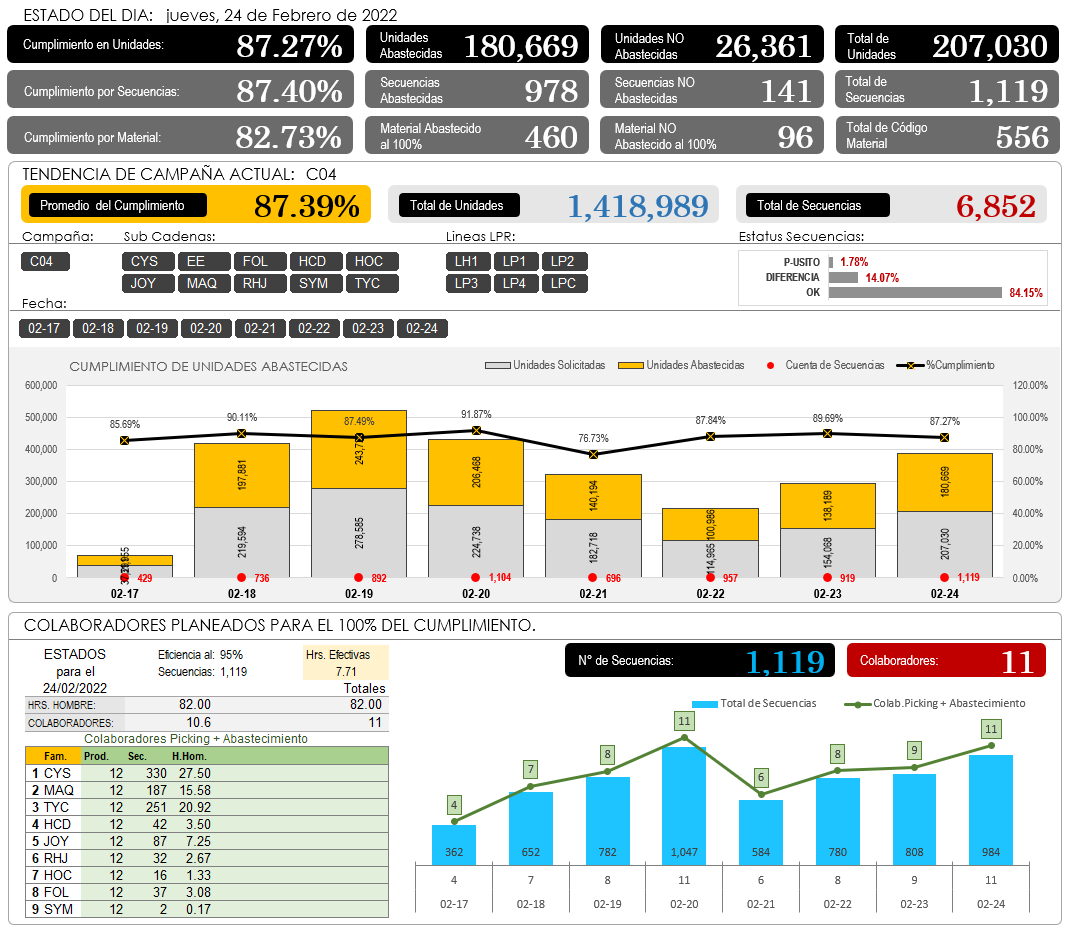 ESTADO DEL DIA: jueves, 24 de Febrero de 2022
Cumplimiento en Unidades: 87.27%
Unidades Abastecidas 180,669
Unidades NO Abastecidas 26,361
Total de Unidades 207,030
Cumplimiento por Secuencias: 87.40%
Secuencias Abastecidas 978
Secuencias NO Abastecidas 141
Total de Secuencias 1,119
Cumplimiento por Material: 82.73%
Material Abastecido al 100% 460
Material NO Abastecido al 100% 96
Total de Código Material 556
TENDENCIA DE CAMPAÑA ACTUAL: C04
Promedio del Cumplimiento 87.39%
Total de Unidades 1,418,989
Total de Secuencias 6,852
Campaña: Sub Cadenas: Lineas LPR: Estatus Secuencias:
C04 CYS EE FOL HCD HOC LH1 LP1 LP2
JOY MAQ RHJ SYM TYC LP3 LP4 LPC
P-USITO 1.78%
DIFERENCIA 14.07%
OK 84.15%
Fecha:
02-17 02-18 02-19 02-20 02-21 02-22 02-23 02-24
CUMPLIMIENTO DE UNIDADES ABASTECIDAS
Unidades Solicitadas Unidades Abastecidas Cuenta de Secuencias %Cumplimiento
600,000 120.00%
500,000 100.00%
400,000 80.00%
300,000 60.00%
200,000 40.00%
100,000 20.00%
0 0.00%
85.69% 90.11% 87.49% 91.87% 76.73% 87.84% 89.69% 87.27%
197,881 206,468 140,194 100,986 138,189 180,669
219,594 278,585 224,738 182,718 114,965 154,068 207,030
429 736 892 1,104 696 957 919 1,119
02-17 02-18 02-19 02-20 02-21 02-22 02-23 02-24
COLABORADORES PLANEADOS PARA EL 100% DEL CUMPLIMIENTO.
ESTADOS para el 24/02/2022
Eficiencia al: 95%
Secuencias: 1,119
Hrs. Efectivas
7.71
Totales
HRS. HOMBRE: 82.00 82.00
COLABORADORES: 10.6 11
Colaboradores Picking + Abastecimiento
Fam. Prod. Sec. H.Hom.
1 CYS 12 330 27.50
2 MAQ 12 187 15.58
3 TYC 12 251 20.92
4 HCD 12 42 3.50
5 JOY 12 87 7.25
6 RHJ 12 32 2.67
7 HOC 12 16 1.33
8 FOL 12 37 3.08
9 SYM 12 2 0.17
N° de Secuencias: 1,119
Colaboradores: 11
Total de Secuencias Colab.Picking + Abastecimiento
4 7 8 11 6 8 9 11
362 652 782 1,047 584 780 808 984
4 7 8 11 6 8 9 11
02-17 02-18 02-19 02-20 02-21 02-22 02-23 02-24